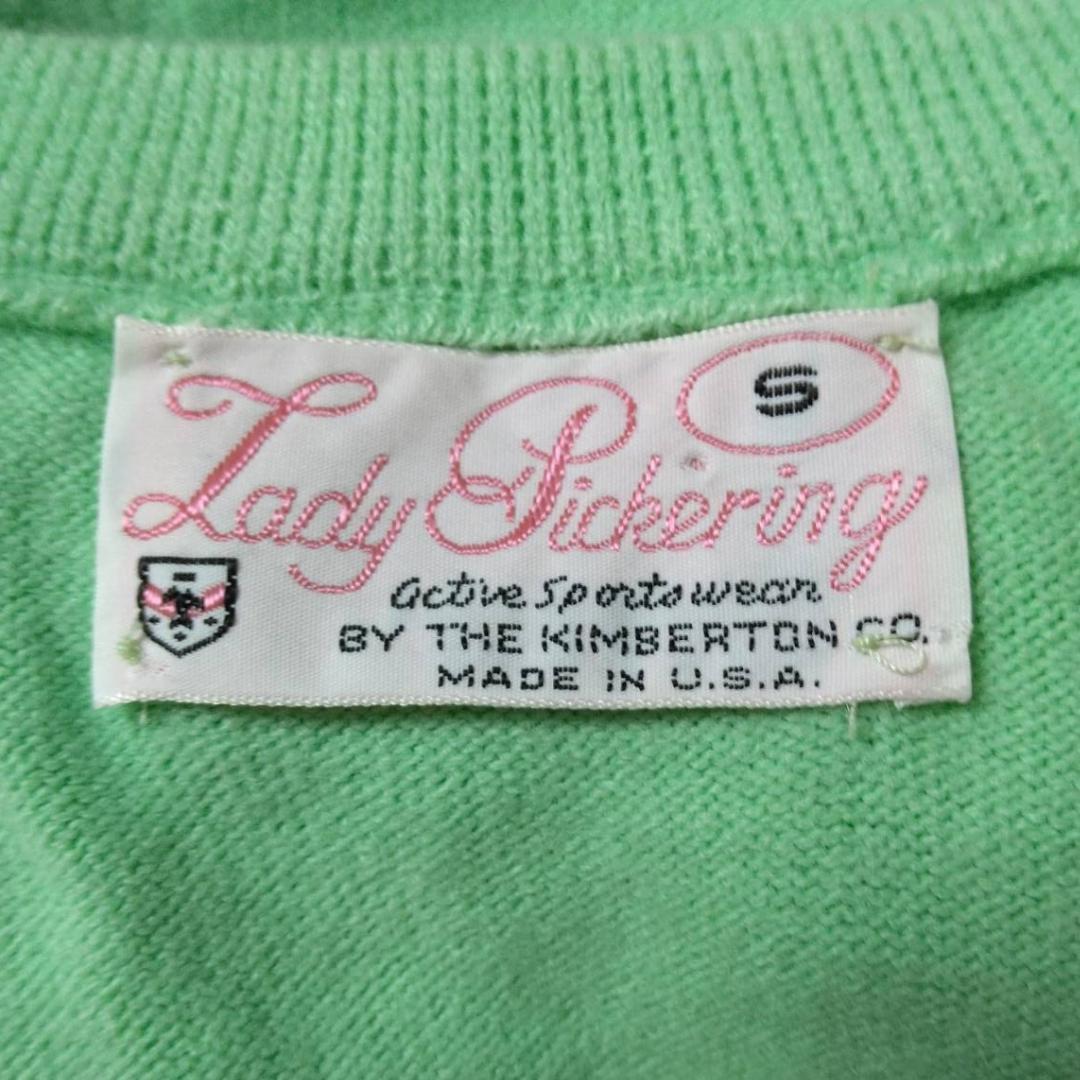 S
Lady Pickering
active Sportswear
BY THE KIMBERTON CO.
MADE IN U.S.A.